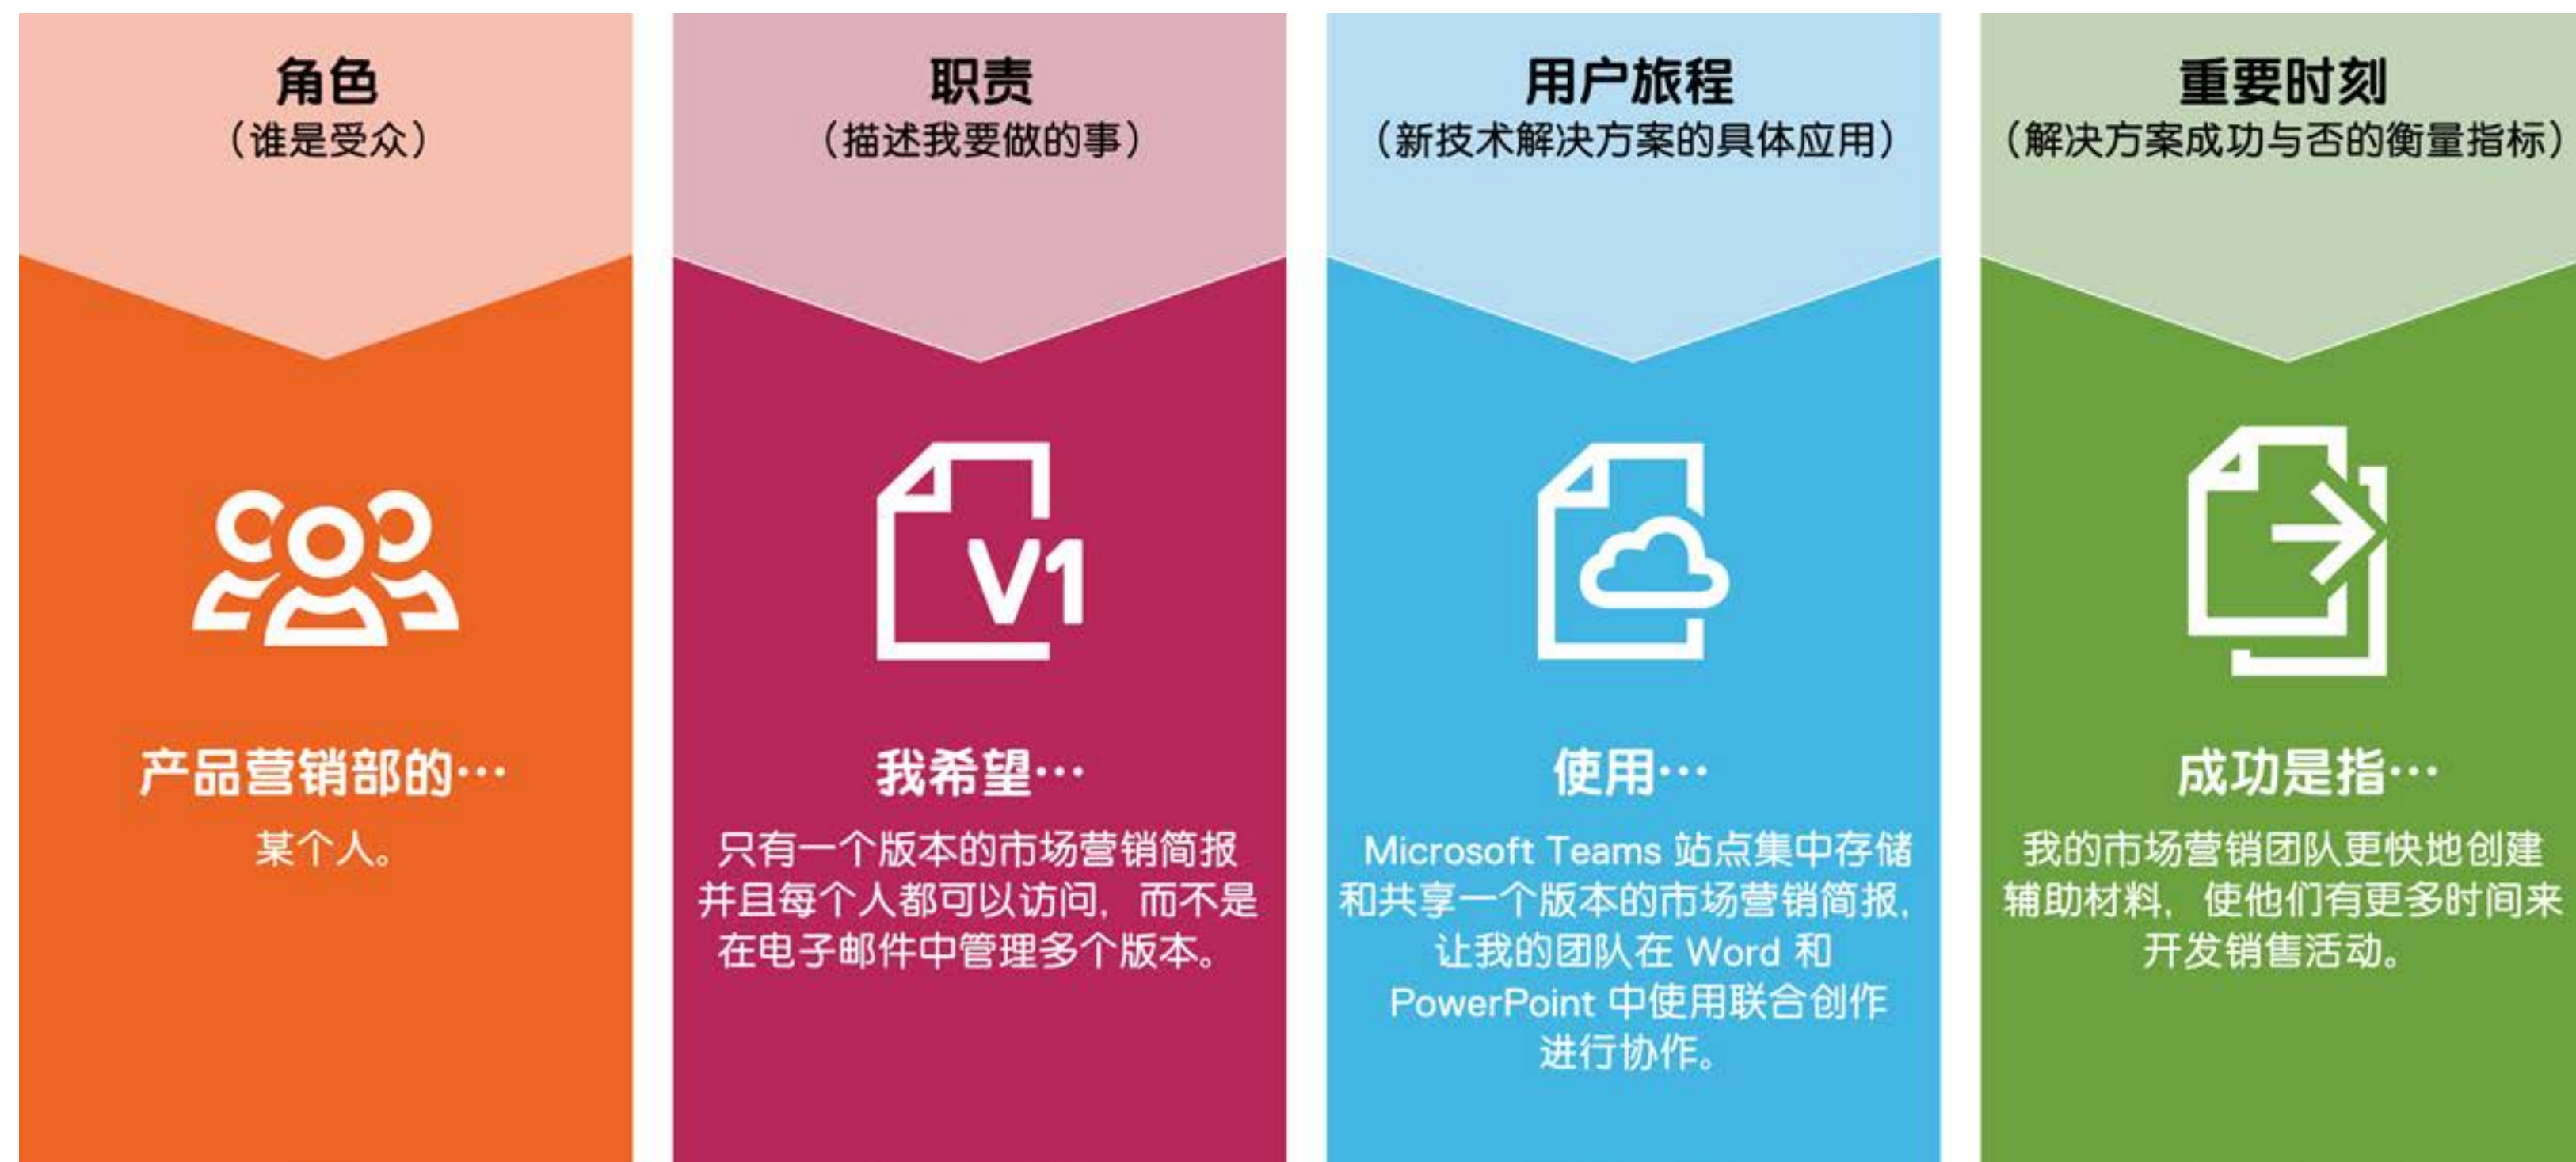 角色
（谁是受众）
产品营销部的…
某个人。
职责
（描述我要做的事）
V1
我希望…
只有一个版本的市场营销简报
并且每个人都可以访问，而不是
在电子邮件中管理多个版本。
用户旅程
（新技术解决方案的具体应用）
使用…
Microsoft Teams 站点集中存储
和共享一个版本的市场营销简报，
让我的团队在 Word 和
PowerPoint 中使用联合创作
进行协作。
重要时刻
（解决方案成功与否的衡量指标）
成功是指…
我的市场营销团队更快地创建
辅助材料，使他们有更多时间来
开发销售活动。